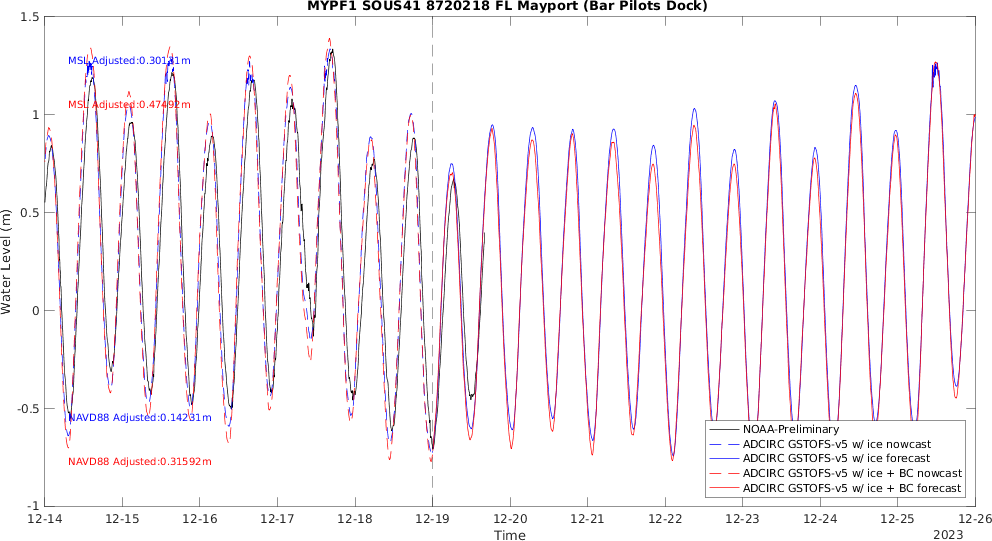 MYPF1 SOUS41 8720218 FL Mayport (Bar Pilots Dock)
1.5
1
0.5
0
-0.5
-1
Water Level (m)
MSL Adjusted:0.30131m
MSL Adjusted:0.47492m
NAVD88 Adjusted:0.14231m
NAVD88 Adjusted:0.31592m
NOAA-Preliminary
ADCIRC GSTOFS-v5 w/ ice nowcast
ADCIRC GSTOFS-v5 w/ ice forecast
ADCIRC GSTOFS-v5 w/ ice + BC nowcast
ADCIRC GSTOFS-v5 w/ ice + BC forecast
12-14 12-15 12-16 12-17 12-18 12-19 12-20 12-21 12-22 12-23 12-24 12-25 12-26
Time
2023